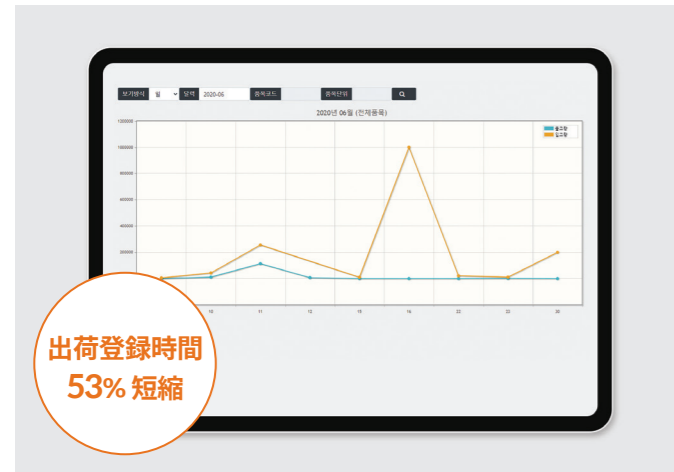 보기방식 월 달력 2020-06 품목코드 품목단위
2020년 06월 (전체품목)
출고량
입고량
1200000
1000000
800000
600000
400000
200000
10 11 12 15 16 22 23 30
出荷登録時間
53% 短縮